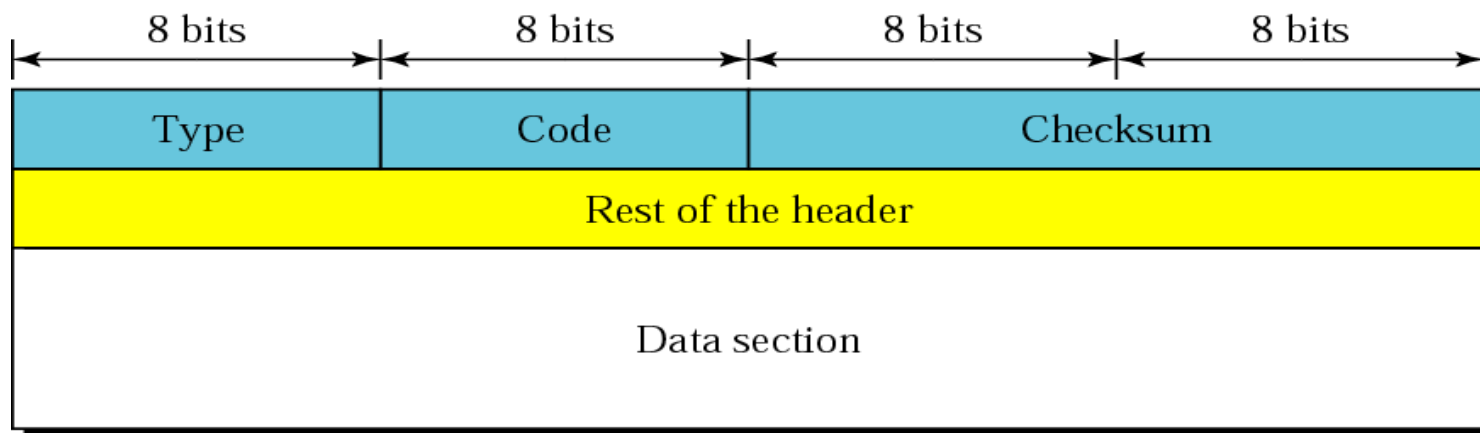 8 bits 8 bits 8 bits 8 bits
Type Code Checksum
Rest of the header
Data section